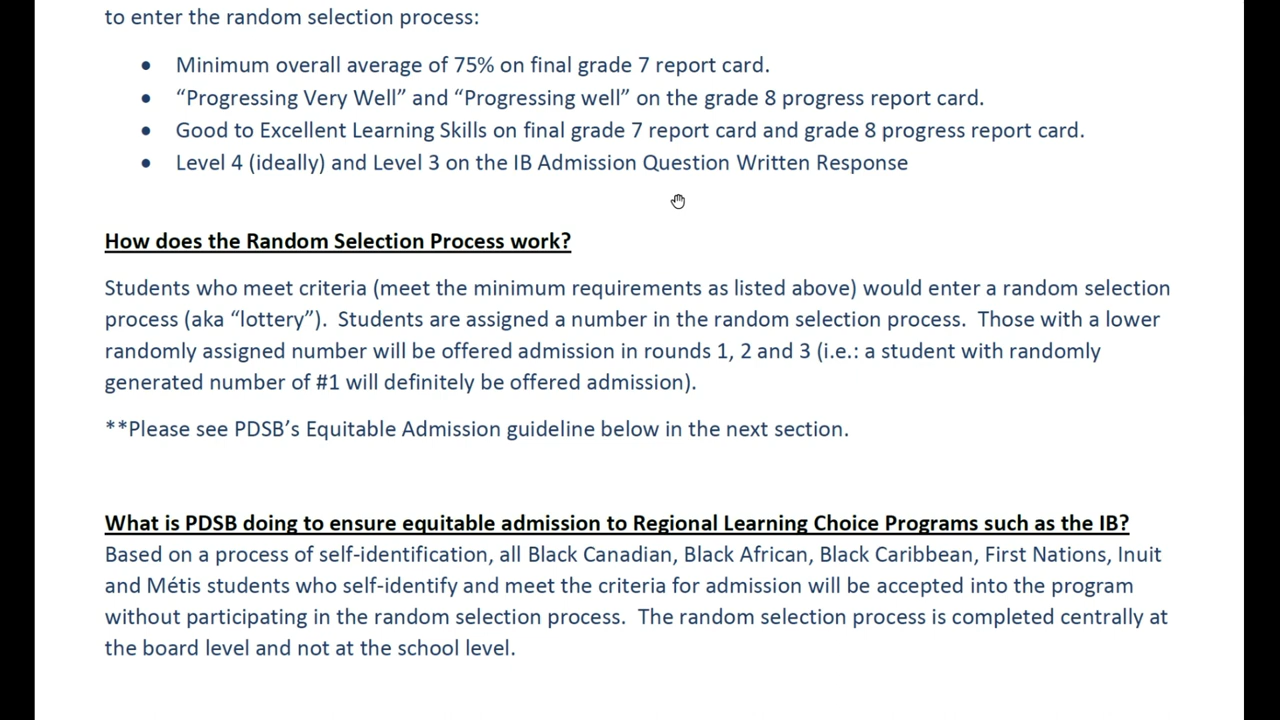 to enter the random selection process:
• Minimum overall average of 75% on final grade 7 report card.
• “Progressing Very Well” and “Progressing well” on the grade 8 progress report card.
• Good to Excellent Learning Skills on final grade 7 report card and grade 8 progress report card.
• Level 4 (ideally) and Level 3 on the IB Admission Question Written Response
How does the Random Selection Process work?
Students who meet criteria (meet the minimum requirements as listed above) would enter a random selection
process (aka “lottery”).  Students are assigned a number in the random selection process.  Those with a lower
randomly assigned number will be offered admission in rounds 1, 2 and 3 (i.e.: a student with randomly
generated number of #1 will definitely be offered admission).
**Please see PDSB’s Equitable Admission guideline below in the next section.
What is PDSB doing to ensure equitable admission to Regional Learning Choice Programs such as the IB?
Based on a process of self-identification, all Black Canadian, Black African, Black Caribbean, First Nations, Inuit
and Métis students who self-identify and meet the criteria for admission will be accepted into the program
without participating in the random selection process.  The random selection process is completed centrally at
the board level and not at the school level.